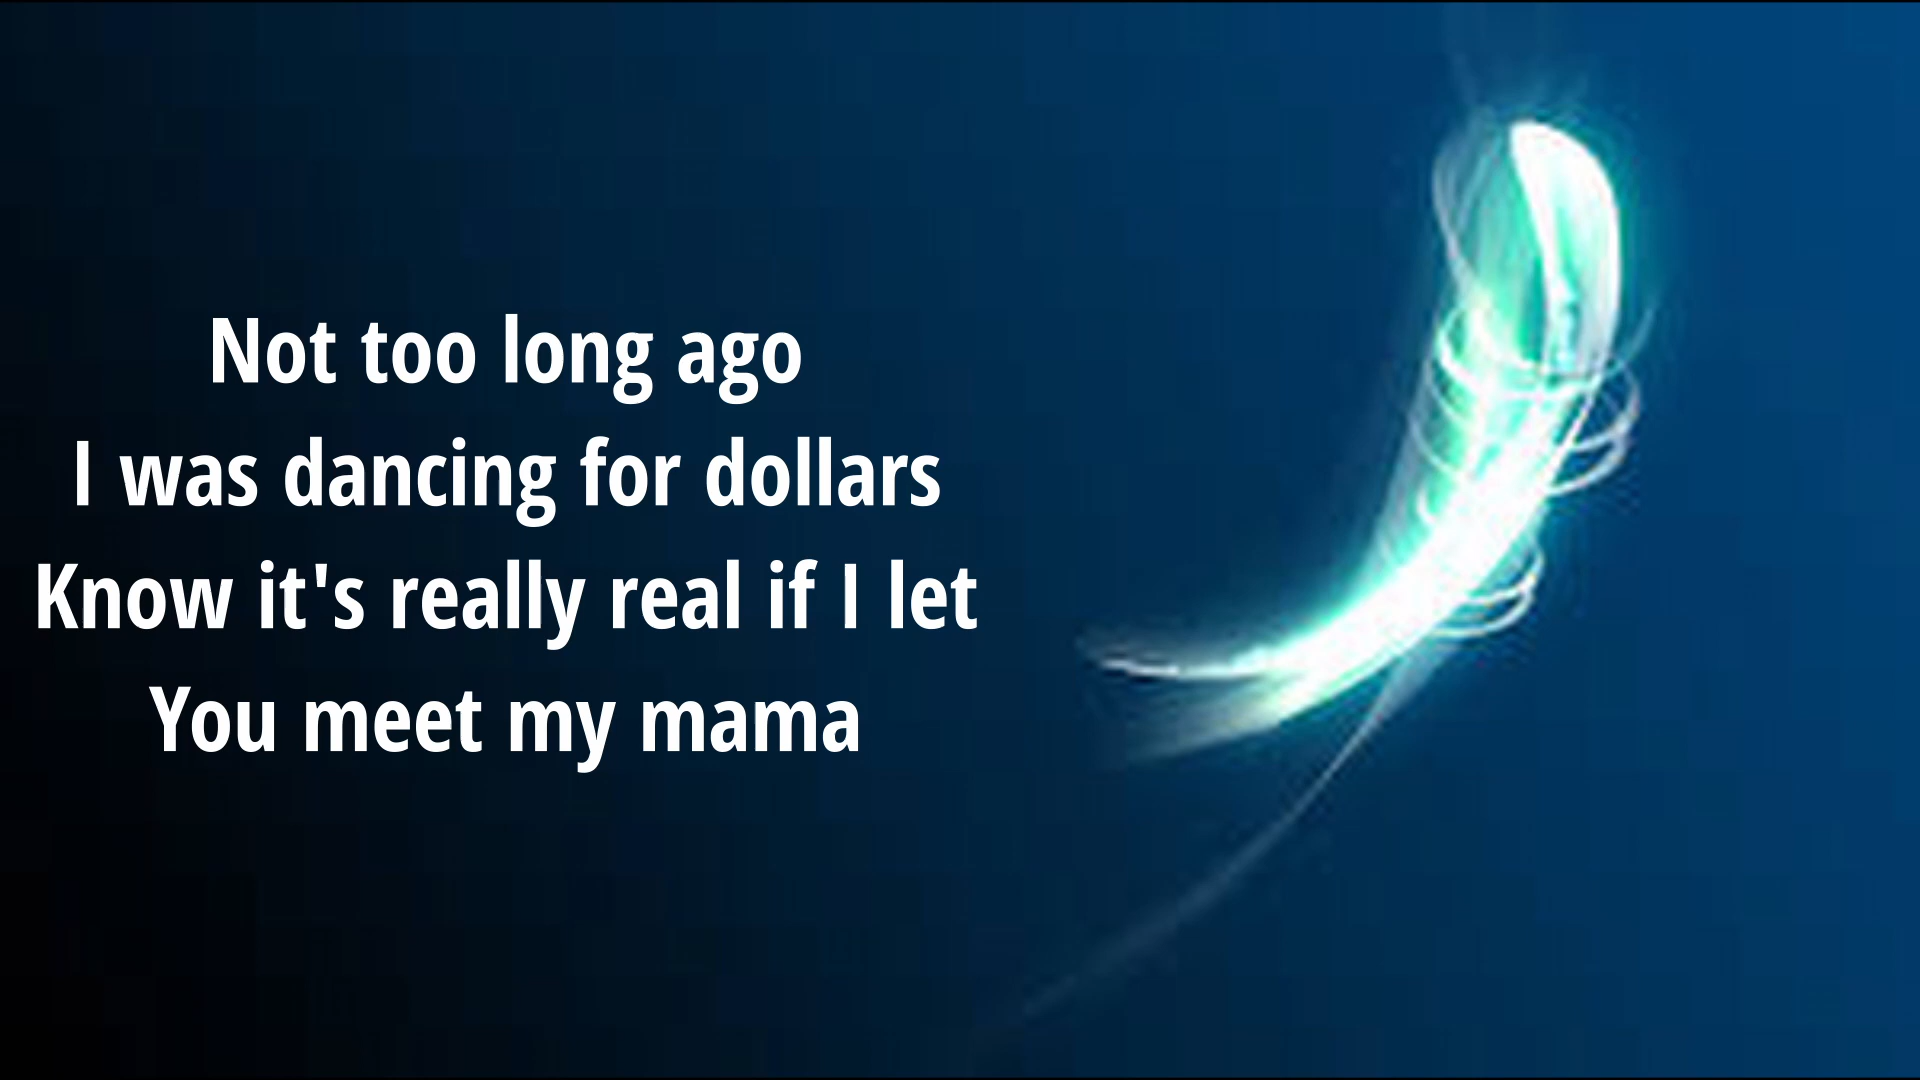 Not too long ago
I was dancing for dollars
Know it's really real if I let
You meet my mama